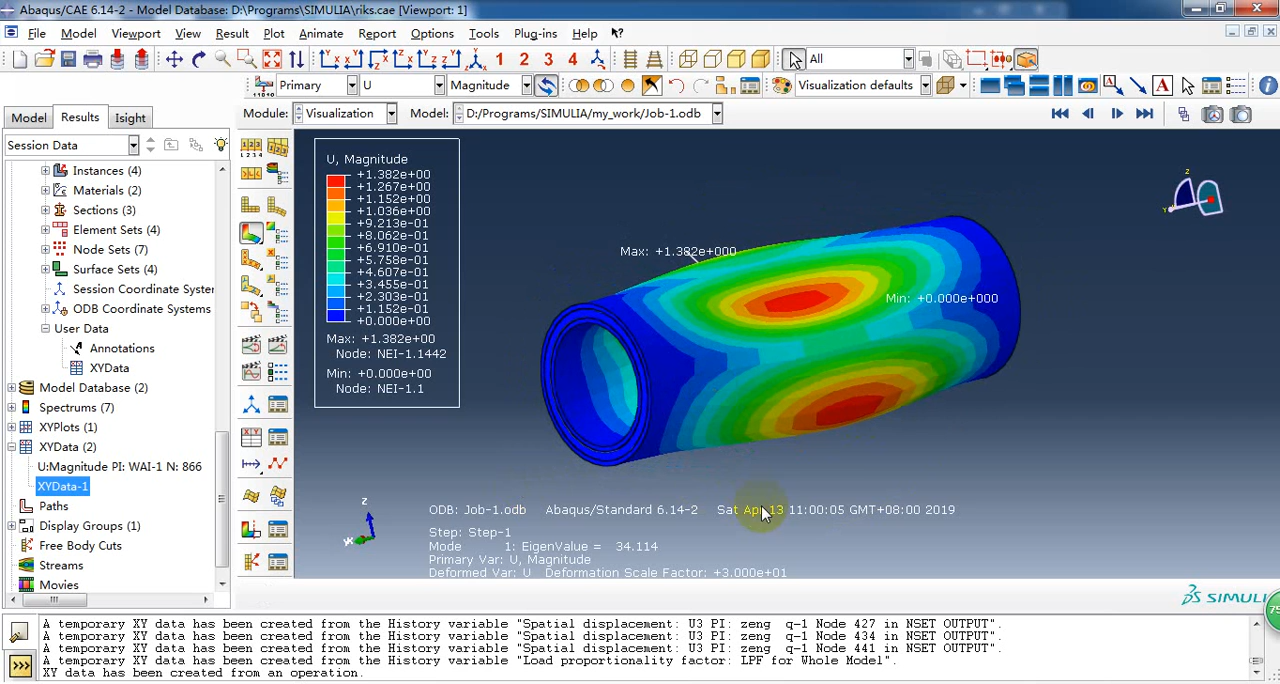 Abaqus/CAE 6.14-2 - Model Database: D:\Programs\SIMULIA\riks.cae [Viewport: 1]
File Model Viewport View Result Plot Animate Report Options Tools Plug-ins Help
1 2 3 4 All
Primary U Magnitude Visualization defaults
Model Results Isight Module: Visualization Model: D:/Programs/SIMULIA/my_work/Job-1.odb
Session Data
Instances (4)
Materials (2)
Sections (3)
Element Sets (4)
Node Sets (7)
Surface Sets (4)
Session Coordinate Syster
ODB Coordinate Systems
User Data
Annotations
XYData
Model Database (2)
Spectrums (7)
XYPlots (1)
XYData (2)
U:Magnitude PI: WAI-1 N: 866
XYData-1
Paths
Display Groups (1)
Free Body Cuts
Streams
Movies
U, Magnitude
+1.382e+00
+1.267e+00
+1.152e+00
+1.036e+00
+9.213e-01
+8.062e-01
+6.910e-01
+5.758e-01
+4.607e-01
+3.455e-01
+2.303e-01
+1.152e-01
+0.000e+00
Max: +1.382e+00
Node: NEI-1.1442
Min: +0.000e+00
Node: NEI-1.1
Max: +1.382e+000
Min: +0.000e+000
Z
Y
Z
ODB: Job-1.odb Abaqus/Standard 6.14-2 Sat Apr 13 11:00:05 GMT+08:00 2019
Step: Step-1
Mode 1: EigenValue = 34.114
Primary Var: U, Magnitude
Deformed Var: U Deformation Scale Factor: +3.000e+01
SIMULI
A temporary XY data has been created from the History variable "Spatial displacement: U3 PI: zeng q-1 Node 427 in NSET OUTPUT".
A temporary XY data has been created from the History variable "Spatial displacement: U3 PI: zeng q-1 Node 434 in NSET OUTPUT".
A temporary XY data has been created from the History variable "Spatial displacement: U3 PI: zeng q-1 Node 441 in NSET OUTPUT".
A temporary XY data has been created from the History variable "Load proportionality factor: LPF for Whole Model".
XY data has been created from an operation.
>>>